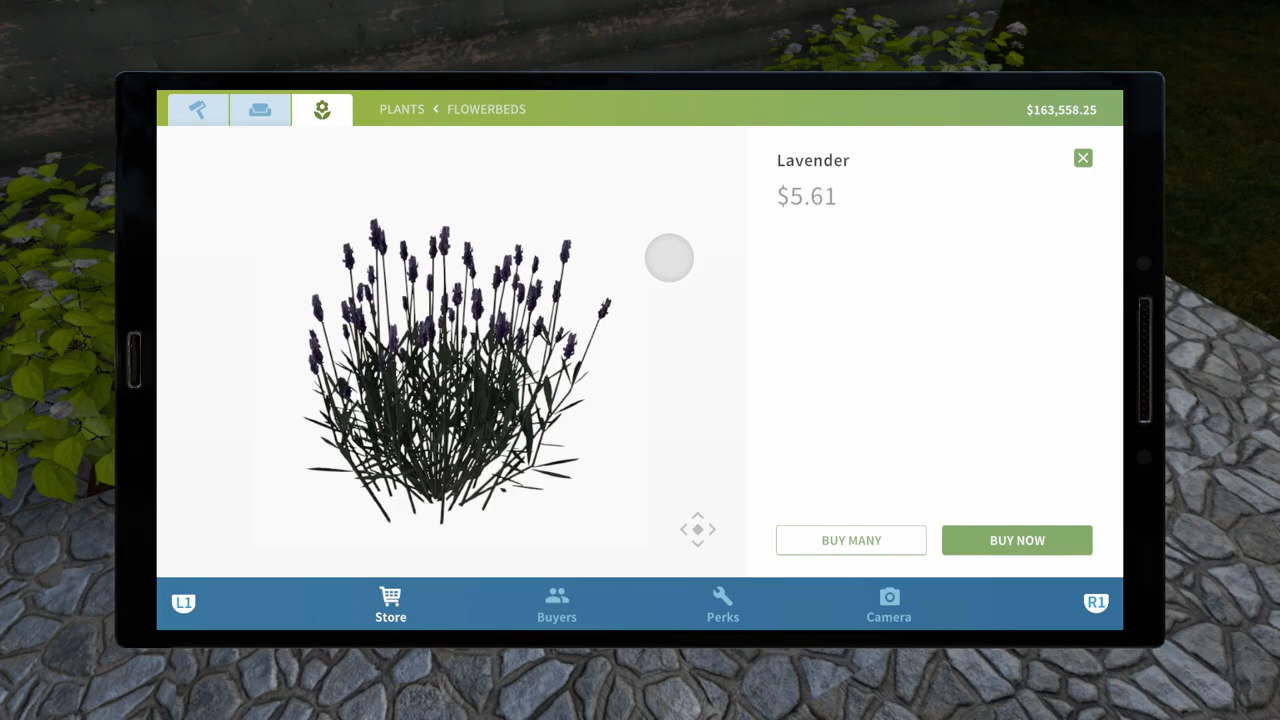 PLANTS < FLOWERBEDS
$163,558.25
Lavender
$5.61
BUY MANY
BUY NOW
L1
Store
Buyers
Perks
Camera
R1